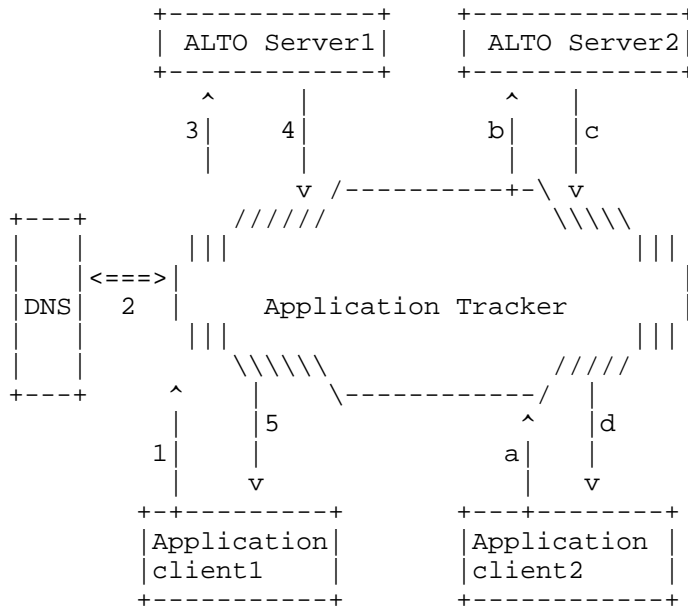 ALTO Server1 ALTO Server2
3 4 b c
DNS 2 Application Tracker
5 d
1 a
Application Application
client1 client2